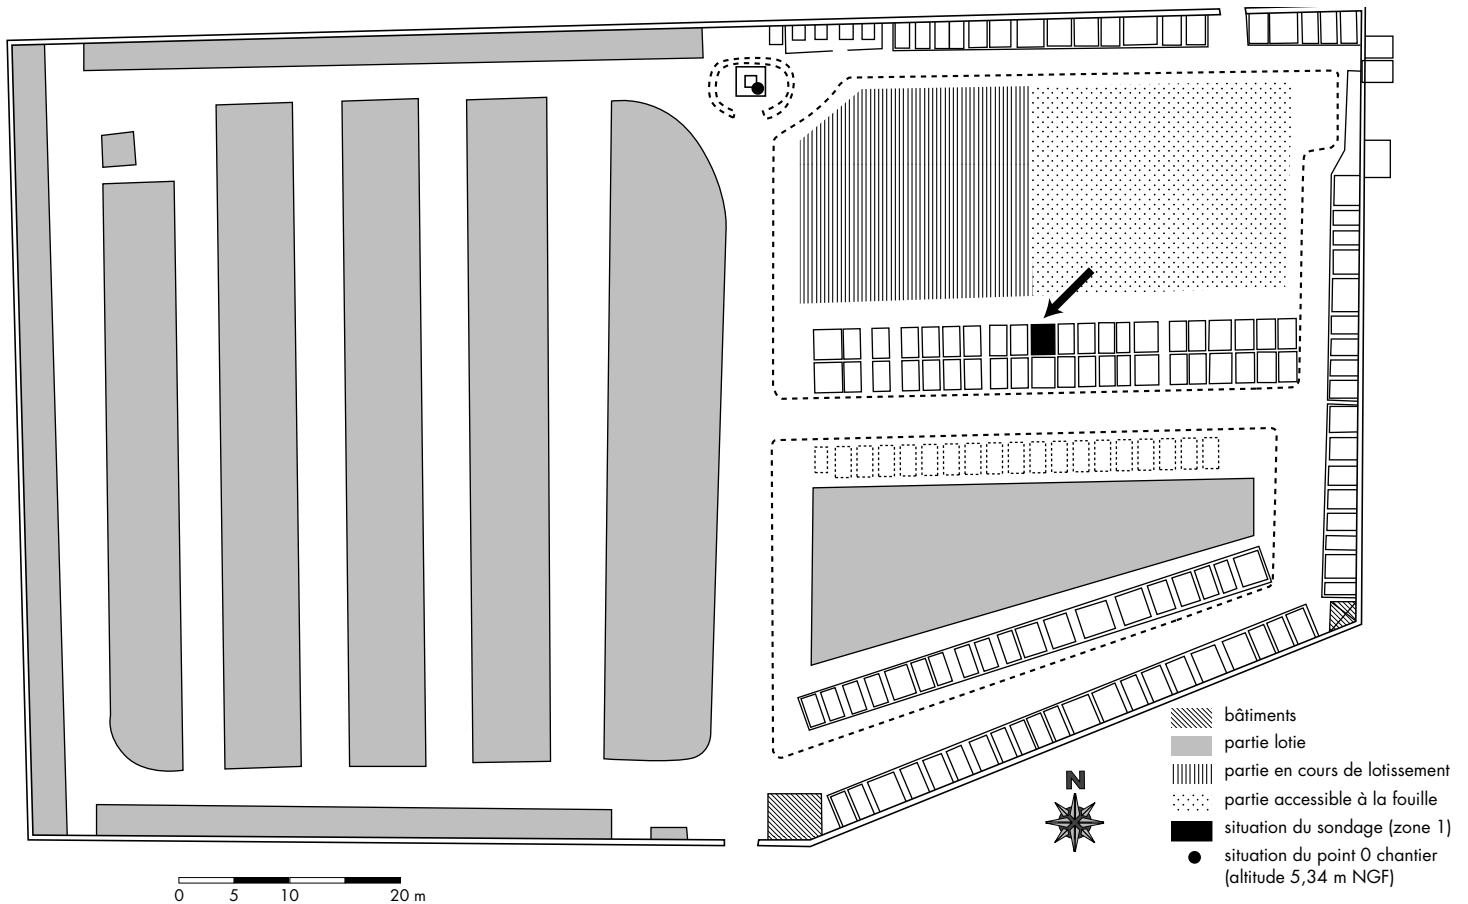 N
bâtiments
partie lotie
partie en cours de lotissement
partie accessible à la fouille
situation du sondage (zone 1)
situation du point 0 chantier
(altitude 5,34 m NGF)
0 5 10 20 m